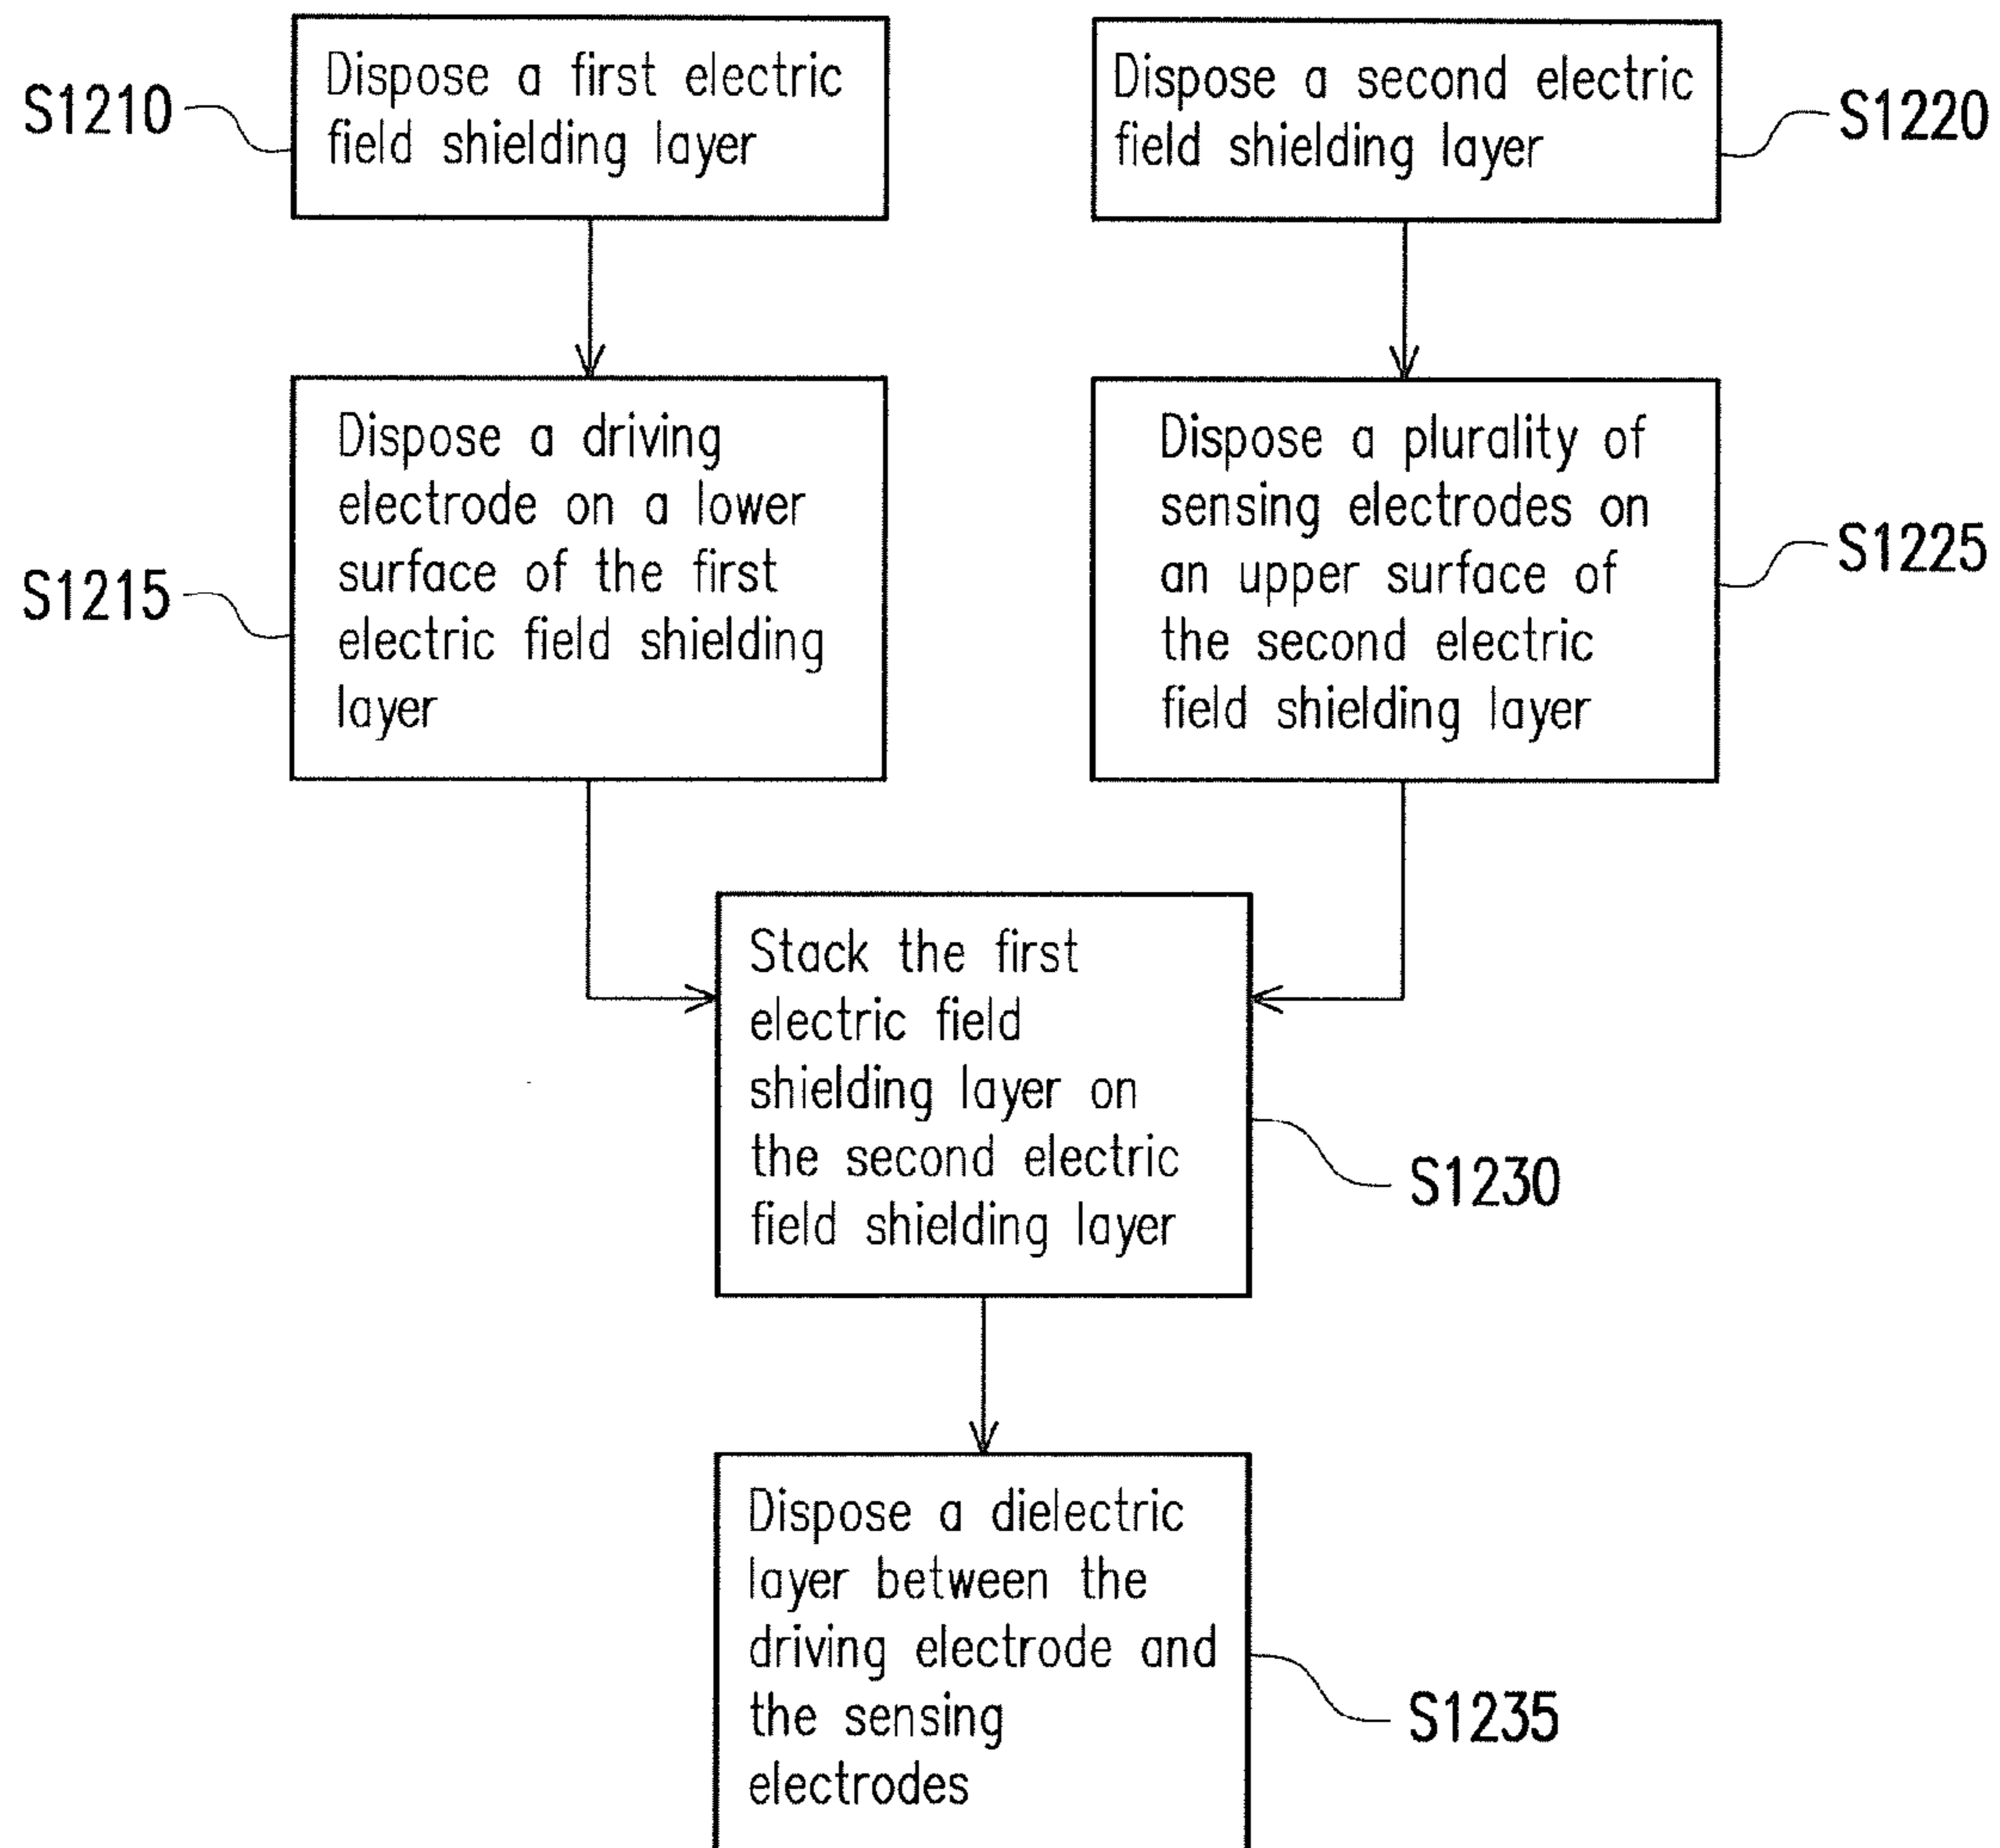 S1210
Dispose a first electric
field shielding layer
Dispose a second electric
field shielding layer
S1220
S1215
Dispose a driving
electrode on a lower
surface of the first
electric field shielding
layer
Dispose a plurality of
sensing electrodes on
an upper surface of
the second electric
field shielding layer
S1225
Stack the first
electric field
shielding layer on
the second electric
field shielding layer
S1230
Dispose a dielectric
layer between the
driving electrode and
the sensing
electrodes
S1235